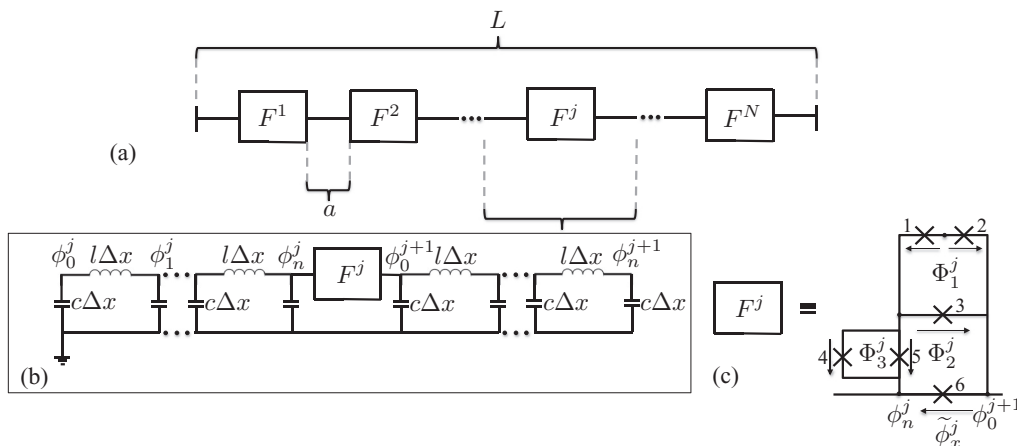 L
F^1 F^2 ... F^j ... F^N
(a)
a
ϕ_0^j lΔx ϕ_1^j lΔx ϕ_n^j F^j ϕ_0^{j+1} lΔx lΔx ϕ_n^{j+1}
cΔx cΔx cΔx cΔx cΔx
(b)
F^j =
(c)
1 2
Φ_1^j
3
4 Φ_3^j 5 Φ_2^j
6
ϕ_n^j ϕ̃_x^j ϕ_0^{j+1}